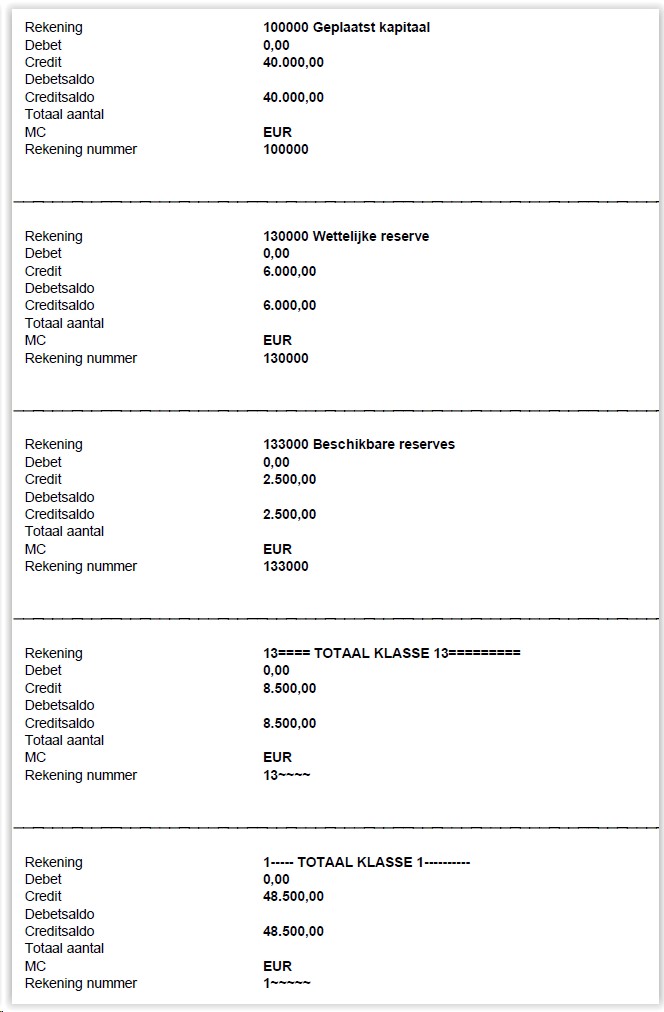 Rekening 100000 Geplaatst kapitaal
Debet 0,00
Credit 40.000,00
Debetsaldo
Creditsaldo 40.000,00
Totaal aantal
MC EUR
Rekening nummer 100000
Rekening 130000 Wettelijke reserve
Debet 0,00
Credit 6.000,00
Debetsaldo
Creditsaldo 6.000,00
Totaal aantal
MC EUR
Rekening nummer 130000
Rekening 133000 Beschikbare reserves
Debet 0,00
Credit 2.500,00
Debetsaldo
Creditsaldo 2.500,00
Totaal aantal
MC EUR
Rekening nummer 133000
Rekening 13==== TOTAAL KLASSE 13=========
Debet 0,00
Credit 8.500,00
Debetsaldo
Creditsaldo 8.500,00
Totaal aantal
MC EUR
Rekening nummer 13~~~~
Rekening 1----- TOTAAL KLASSE 1----------
Debet 0,00
Credit 48.500,00
Debetsaldo
Creditsaldo 48.500,00
Totaal aantal
MC EUR
Rekening nummer 1~~~~~